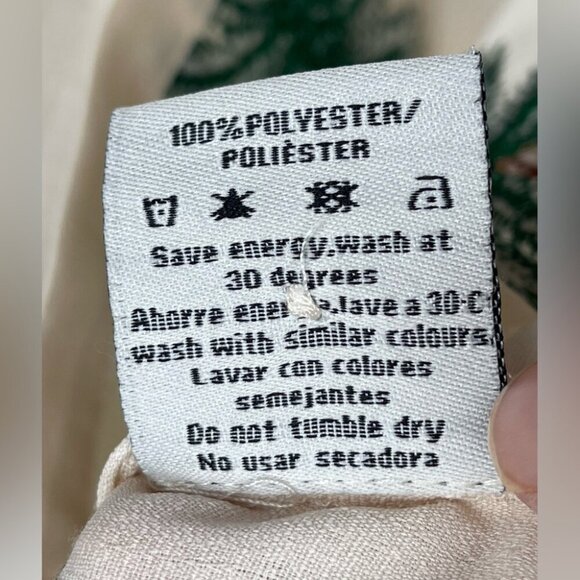 100%POLYESTER/
POLIÈSTER
Save energy.wash at
30 degrees
Ahorre energia.lave a 30·C
wash with similar colours.
Lavar con colores
semejantes
Do not tumble dry
No usar secadora